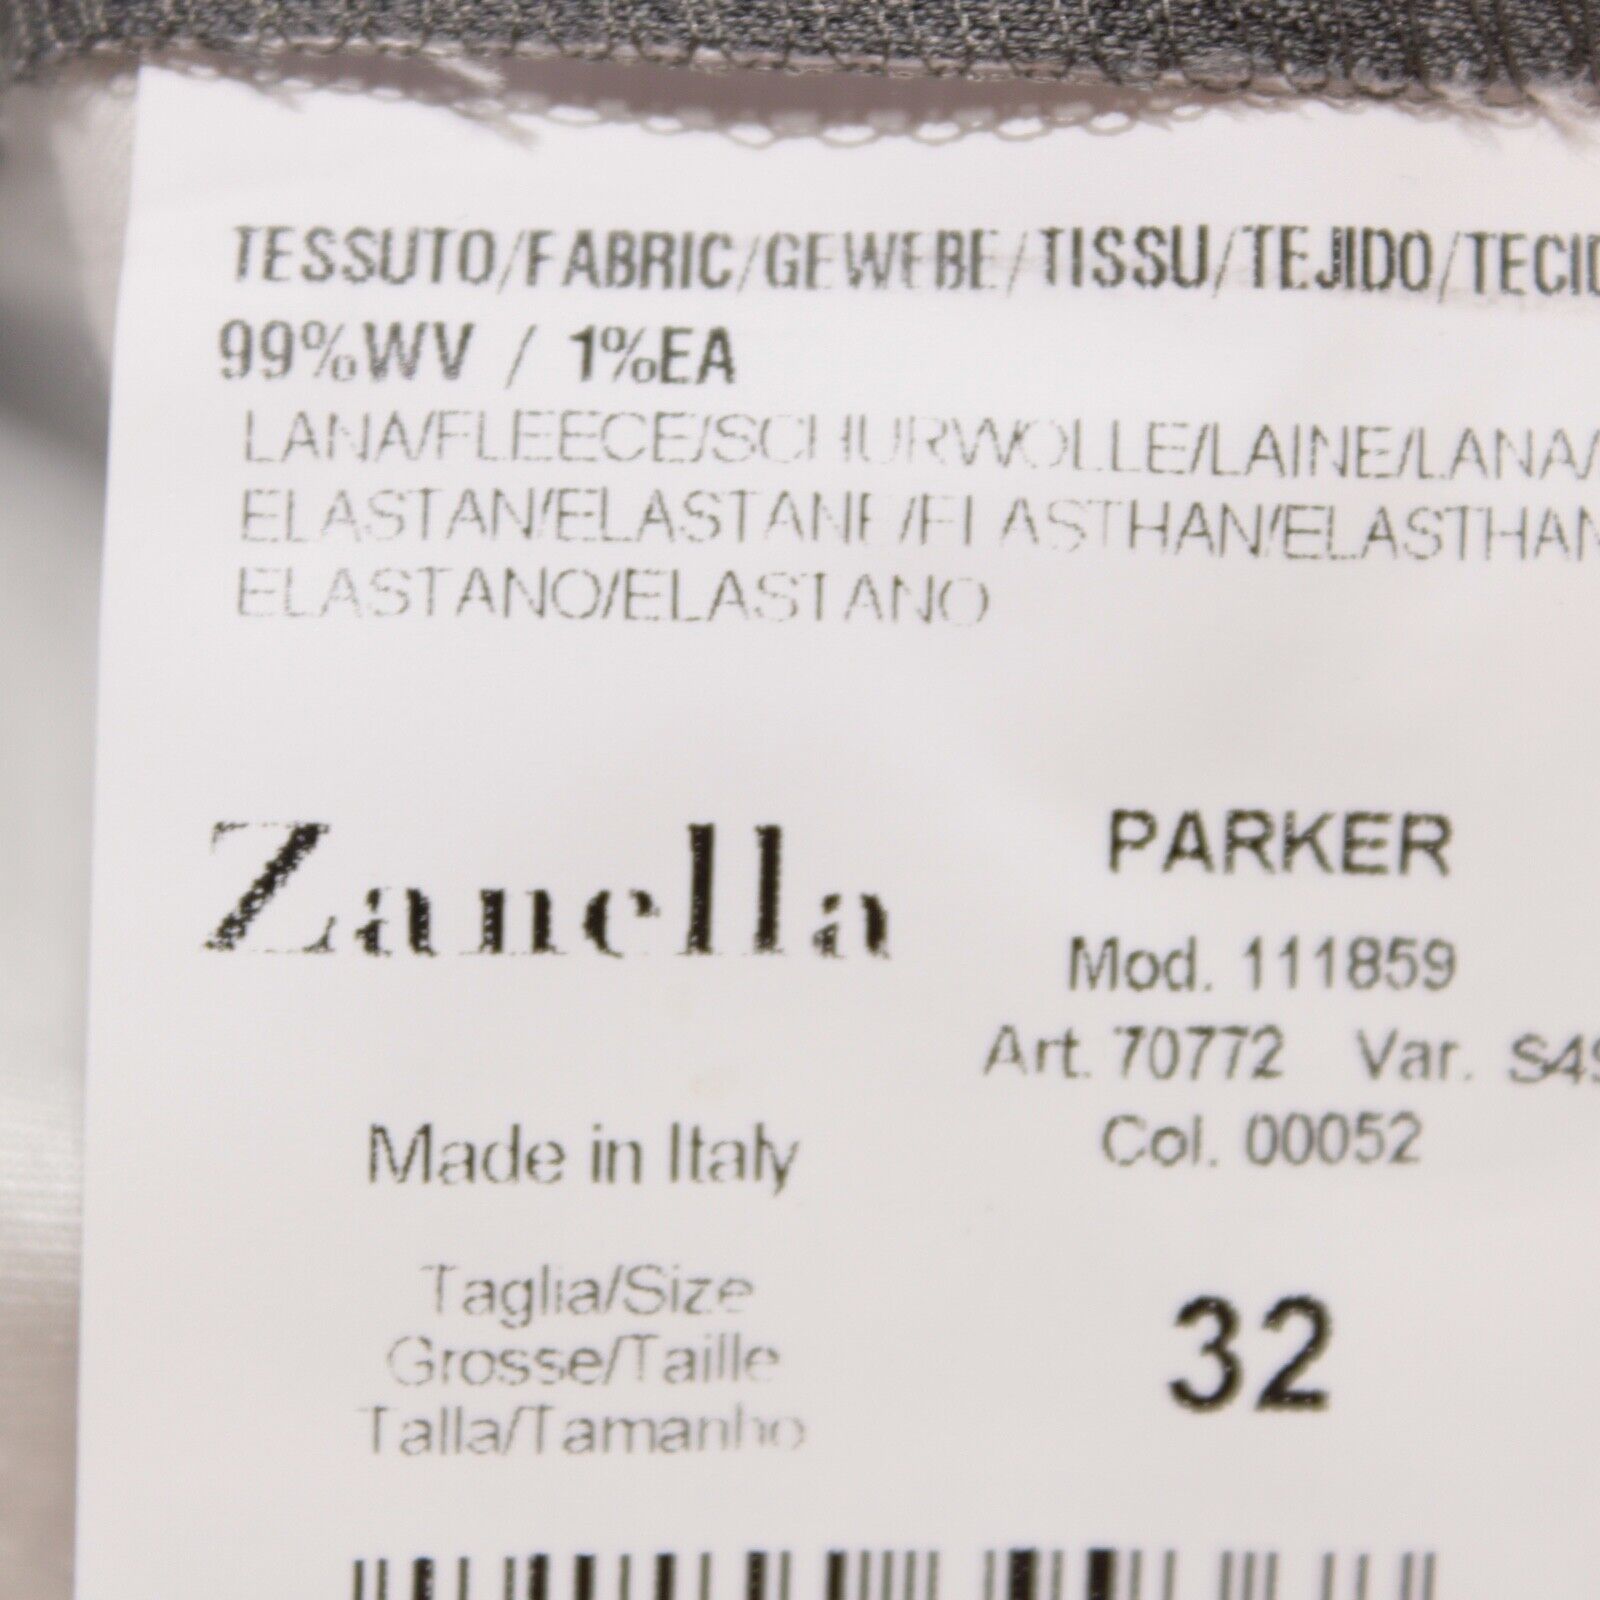 TESSUTO/FABRIC/GEWEBE/TISSU/TEJIDO/TECID
99%WV / 1%EA
LANA/FLEECE/SCHURWOLLE/LAINE/LANA/
ELASTAN/ELASTANE/ELASTHAN/ELASTHAN
ELASTANO/ELASTANO
Zanella
PARKER
Mod. 111859
Art. 70772 Var. S49
Col. 00052
Made in Italy
Taglia/Size
Grosse/Taille
Talla/Tamanho
32